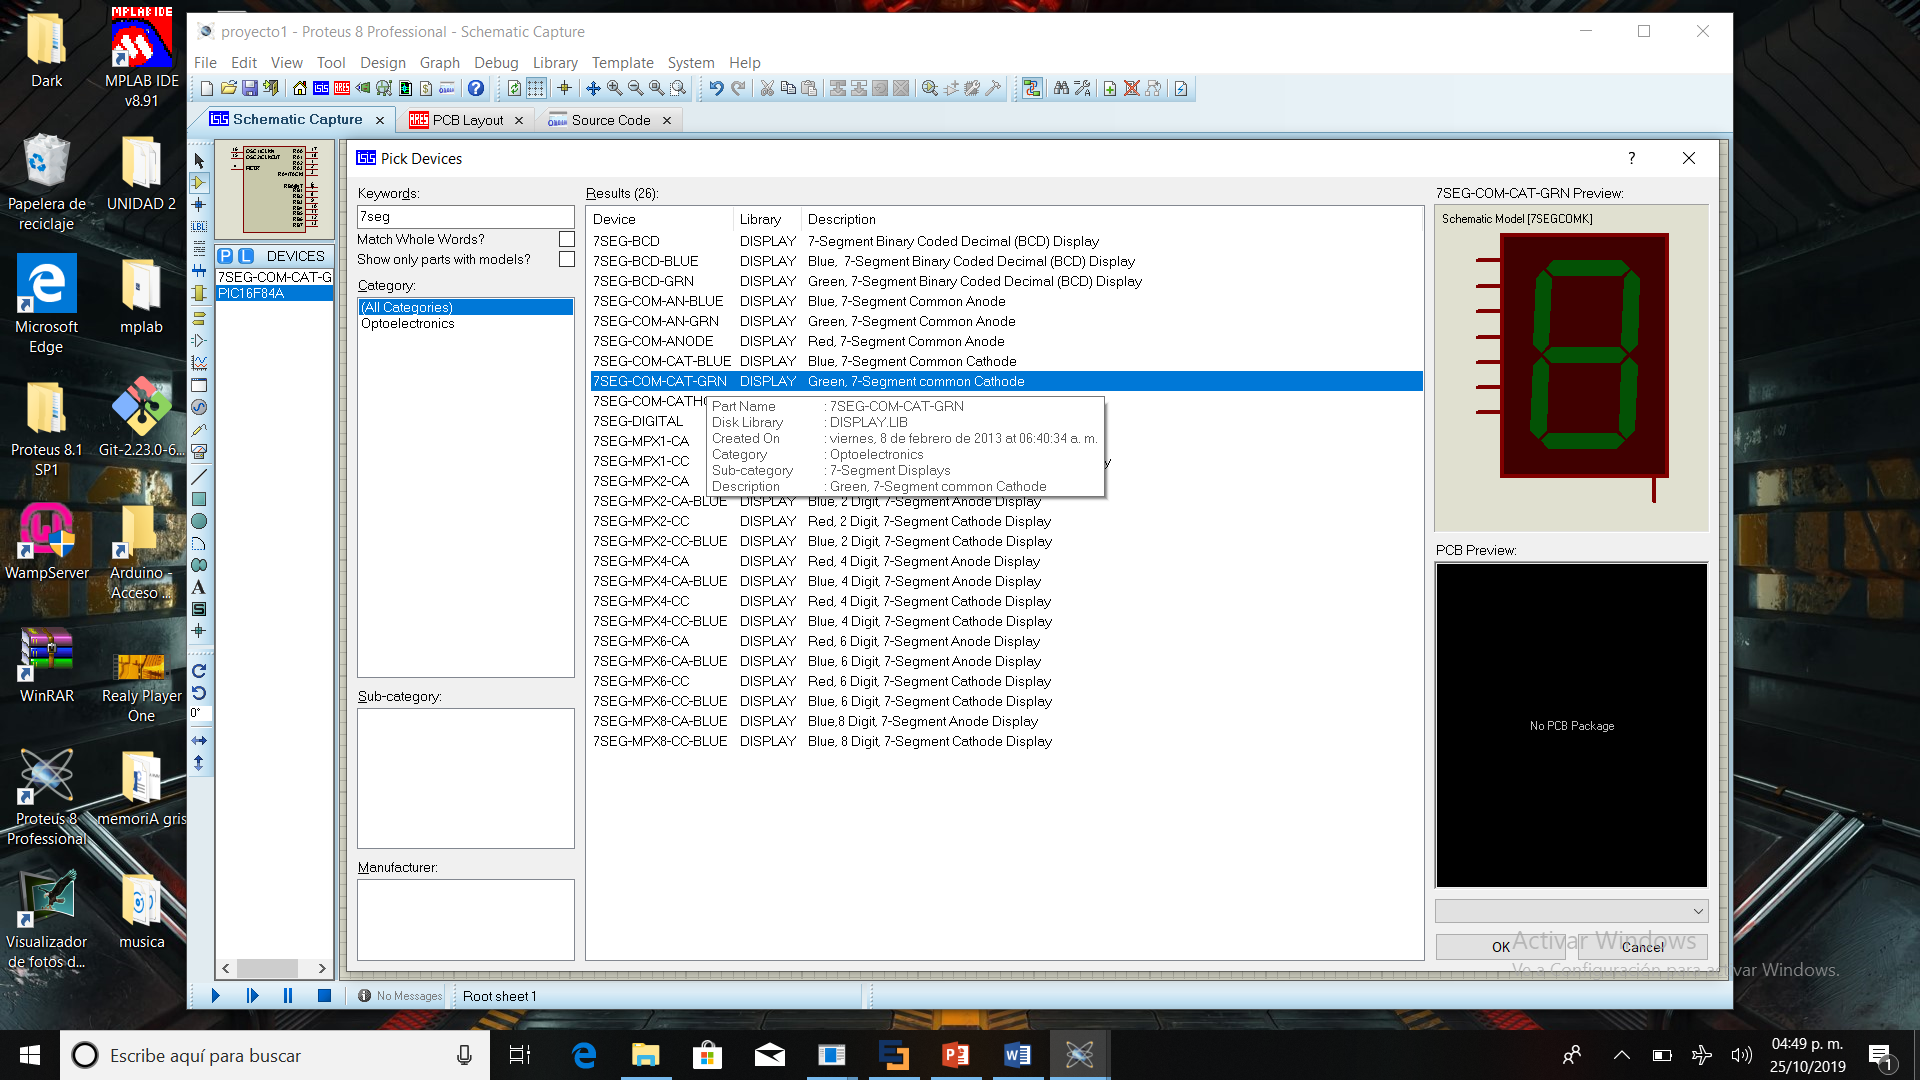 Dark
MPLAB IDE
MPLAB IDE
v8.91
Papelera de
reciclaje
UNIDAD 2
Microsoft
Edge
mplab
Proteus 8.1
SP1
Git-2.23.0-6...
WampServer
Arduino -
Acceso ...
WinRAR
Realy Player
One
Proteus 8
Professional
memoriA gris
Visualizador
de fotos d...
musica
proyecto1 - Proteus 8 Professional - Schematic Capture
File Edit View Tool Design Graph Debug Library Template System Help
Schematic Capture
PCB Layout
Source Code
P L DEVICES
7SEG-COM-CAT-G
PIC16F84A
LBL
A
S
0°
Pick Devices
?
Keywords:
7seg
Match Whole Words?
Show only parts with models?
Category:
(All Categories)
Optoelectronics
Sub-category:
Manufacturer:
Results (26):
Device Library Description
7SEG-BCD DISPLAY 7-Segment Binary Coded Decimal (BCD) Display
7SEG-BCD-BLUE DISPLAY Blue, 7-Segment Binary Coded Decimal (BCD) Display
7SEG-BCD-GRN DISPLAY Green, 7-Segment Binary Coded Decimal (BCD) Display
7SEG-COM-AN-BLUE DISPLAY Blue, 7-Segment Common Anode
7SEG-COM-AN-GRN DISPLAY Green, 7-Segment Common Anode
7SEG-COM-ANODE DISPLAY Red, 7-Segment Common Anode
7SEG-COM-CAT-BLUE DISPLAY Blue, 7-Segment Common Cathode
7SEG-COM-CAT-GRN DISPLAY Green, 7-Segment common Cathode
7SEG-COM-CATHO
7SEG-DIGITAL
7SEG-MPX1-CA
7SEG-MPX1-CC
7SEG-MPX2-CA
Part Name : 7SEG-COM-CAT-GRN
Disk Library : DISPLAY.LIB
Created On : viernes, 8 de febrero de 2013 at 06:40:34 a. m.
Category : Optoelectronics
Sub-category : 7-Segment Displays
Description : Green, 7-Segment common Cathode
7SEG-MPX2-CA-BLUE DISPLAY Blue, 2 Digit, 7-Segment Anode Display
7SEG-MPX2-CC DISPLAY Red, 2 Digit, 7-Segment Cathode Display
7SEG-MPX2-CC-BLUE DISPLAY Blue, 2 Digit, 7-Segment Cathode Display
7SEG-MPX4-CA DISPLAY Red, 4 Digit, 7-Segment Anode Display
7SEG-MPX4-CA-BLUE DISPLAY Blue, 4 Digit, 7-Segment Anode Display
7SEG-MPX4-CC DISPLAY Red, 4 Digit, 7-Segment Cathode Display
7SEG-MPX4-CC-BLUE DISPLAY Blue, 4 Digit, 7-Segment Cathode Display
7SEG-MPX6-CA DISPLAY Red, 6 Digit, 7-Segment Anode Display
7SEG-MPX6-CA-BLUE DISPLAY Blue, 6 Digit, 7-Segment Anode Display
7SEG-MPX6-CC DISPLAY Red, 6 Digit, 7-Segment Cathode Display
7SEG-MPX6-CC-BLUE DISPLAY Blue, 6 Digit, 7-Segment Cathode Display
7SEG-MPX8-CA-BLUE DISPLAY Blue,8 Digit, 7-Segment Anode Display
7SEG-MPX8-CC-BLUE DISPLAY Blue, 8 Digit, 7-Segment Cathode Display
7SEG-COM-CAT-GRN Preview:
Schematic Model [7SEGCOMK]
PCB Preview:
No PCB Package
OK
Cancel
Activar Windows
Ve a Configuración para activar Windows.
No Messages
Root sheet 1
Escribe aquí para buscar
04:49 p. m.
25/10/2019
1